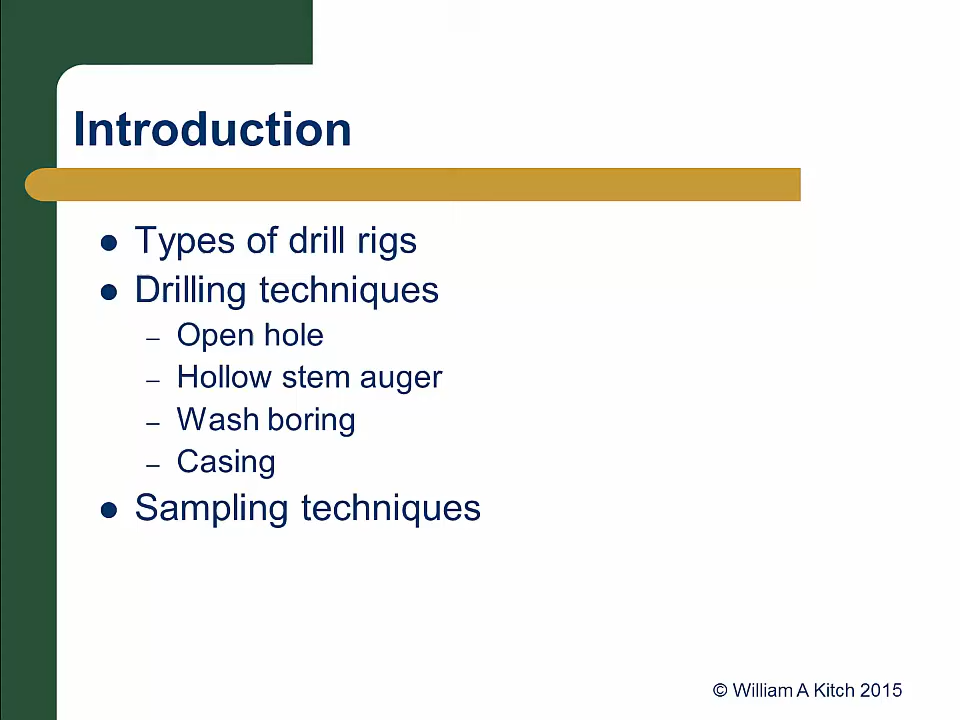 Introduction
● Types of drill rigs
● Drilling techniques
– Open hole
– Hollow stem auger
– Wash boring
– Casing
● Sampling techniques
© William A Kitch 2015